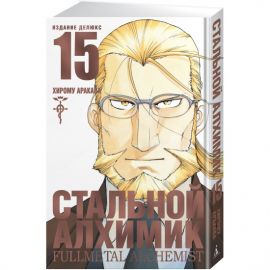 ИЗДАНИЕ ДЕЛЮКС
15
ХИРОМУ АРАКАВА
СТАЛЬНОЙ
АЛХИМИК
FULLMETAL ALCHEMIST
СТАЛЬНОЙ АЛХИМИК